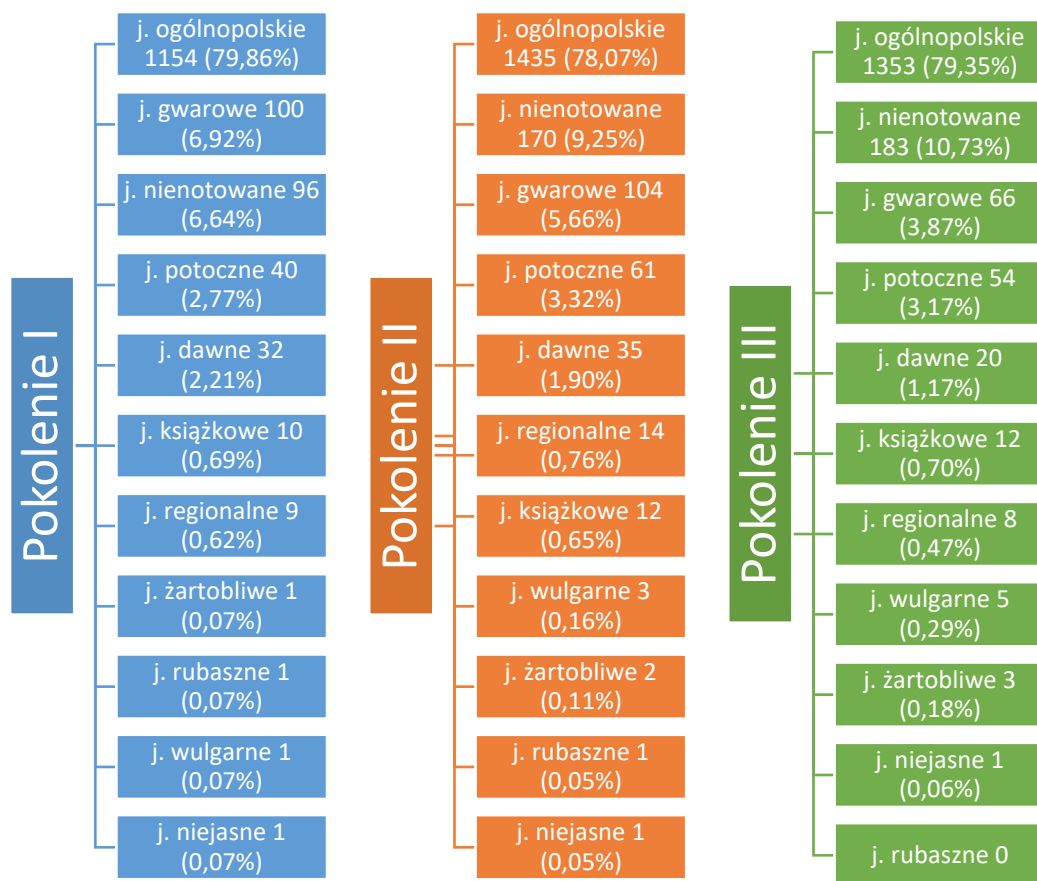 Pokolenie I
j. ogólnopolskie
1154 (79,86%)
j. gwarowe 100
(6,92%)
j. nienotowane 96
(6,64%)
j. potoczne 40
(2,77%)
j. dawne 32
(2,21%)
j. książkowe 10
(0,69%)
j. regionalne 9
(0,62%)
j. żartobliwe 1
(0,07%)
j. rubaszne 1
(0,07%)
j. wulgarne 1
(0,07%)
j. niejasne 1
(0,07%)
Pokolenie II
j. ogólnopolskie
1435 (78,07%)
j. nienotowane
170 (9,25%)
j. gwarowe 104
(5,66%)
j. potoczne 61
(3,32%)
j. dawne 35
(1,90%)
j. regionalne 14
(0,76%)
j. książkowe 12
(0,65%)
j. wulgarne 3
(0,16%)
j. żartobliwe 2
(0,11%)
j. rubaszne 1
(0,05%)
j. niejasne 1
(0,05%)
Pokolenie III
j. ogólnopolskie
1353 (79,35%)
j. nienotowane
183 (10,73%)
j. gwarowe 66
(3,87%)
j. potoczne 54
(3,17%)
j. dawne 20
(1,17%)
j. książkowe 12
(0,70%)
j. regionalne 8
(0,47%)
j. wulgarne 5
(0,29%)
j. żartobliwe 3
(0,18%)
j. niejasne 1
(0,06%)
j. rubaszne 0